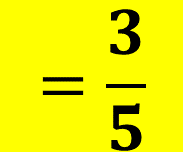 = 3/5